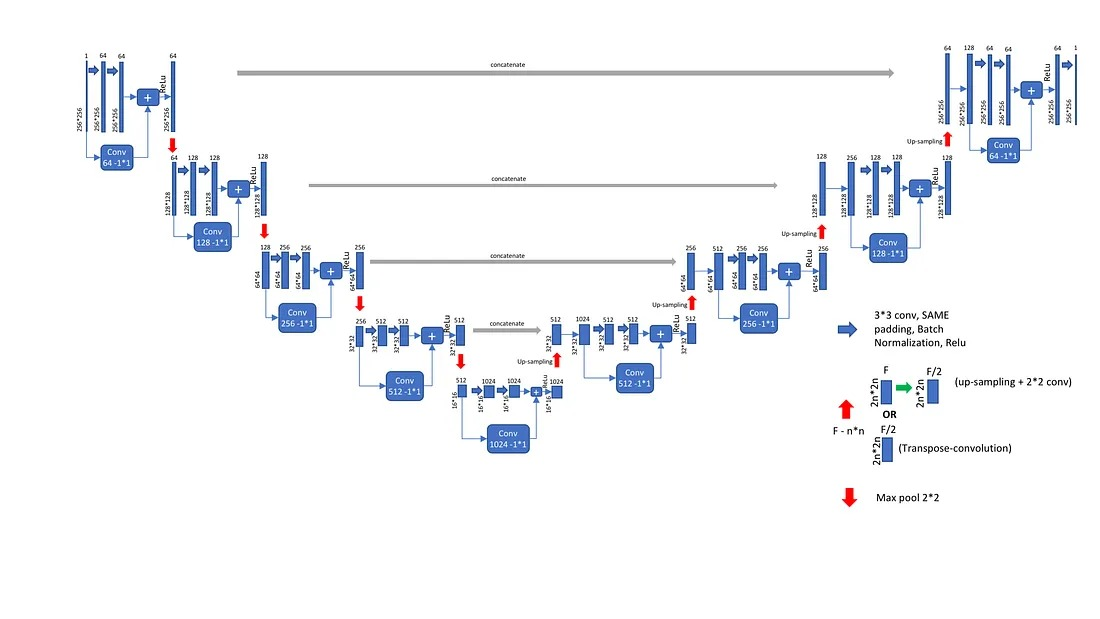 concatenate
1 64 64 64
256*256 256*256 256*256 256*256
+
ReLu
Conv
64 -1*1
64 128 128 128
128*128 128*128 128*128 128*128
+
ReLu
Conv
128 -1*1
concatenate
128 256 256 256
64*64 64*64 64*64 64*64
+
ReLu
Conv
256 -1*1
concatenate
256 512 512 512
32*32 32*32 32*32 32*32
+
ReLu
Conv
512 -1*1
concatenate
512 1024 1024 1024
16*16 16*16 16*16 16*16
+
ReLu
Conv
1024 -1*1
Up-sampling
512 1024 512 512 512
32*32 32*32 32*32 32*32
+
ReLu
Conv
512 -1*1
Up-sampling
256 512 256 256 256
64*64 64*64 64*64 64*64 64*64
+
ReLu
Conv
256 -1*1
Up-sampling
128 256 128 128 128
128*128 128*128 128*128 128*128 128*128
+
ReLu
Conv
128 -1*1
Up-sampling
64 128 64 64 64 1
256*256 256*256 256*256 256*256 256*256 256*256
+
ReLu
Conv
64 -1*1
3*3 conv, SAME
padding, Batch
Normalization, Relu
F F/2
2n*2n 2n*2n
(up-sampling + 2*2 conv)
OR
F - n*n
F/2
2n*2n
(Transpose-convolution)
Max pool 2*2